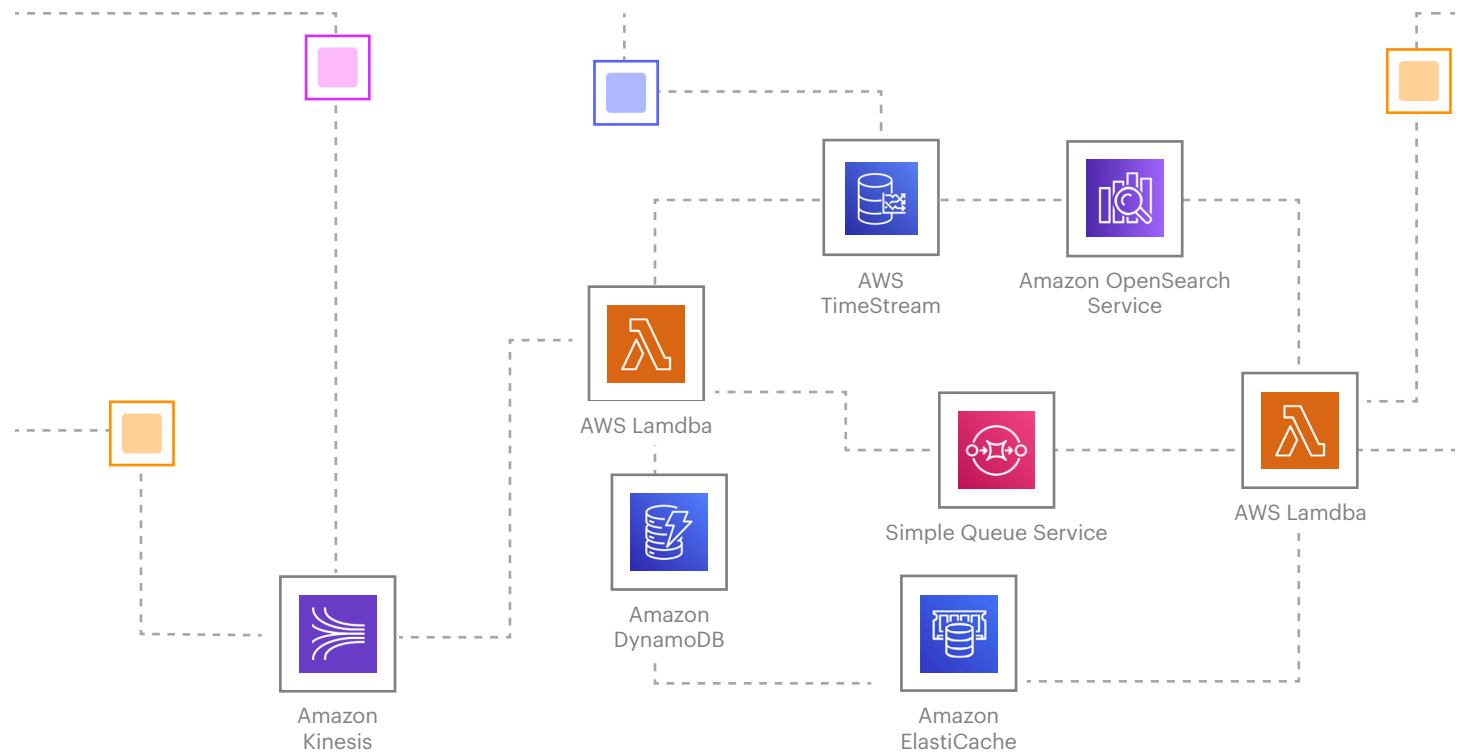 AWS
TimeStream
Amazon OpenSearch
Service
AWS Lamdba
Simple Queue Service
AWS Lamdba
Amazon
DynamoDB
Amazon
Kinesis
Amazon
ElastiCache